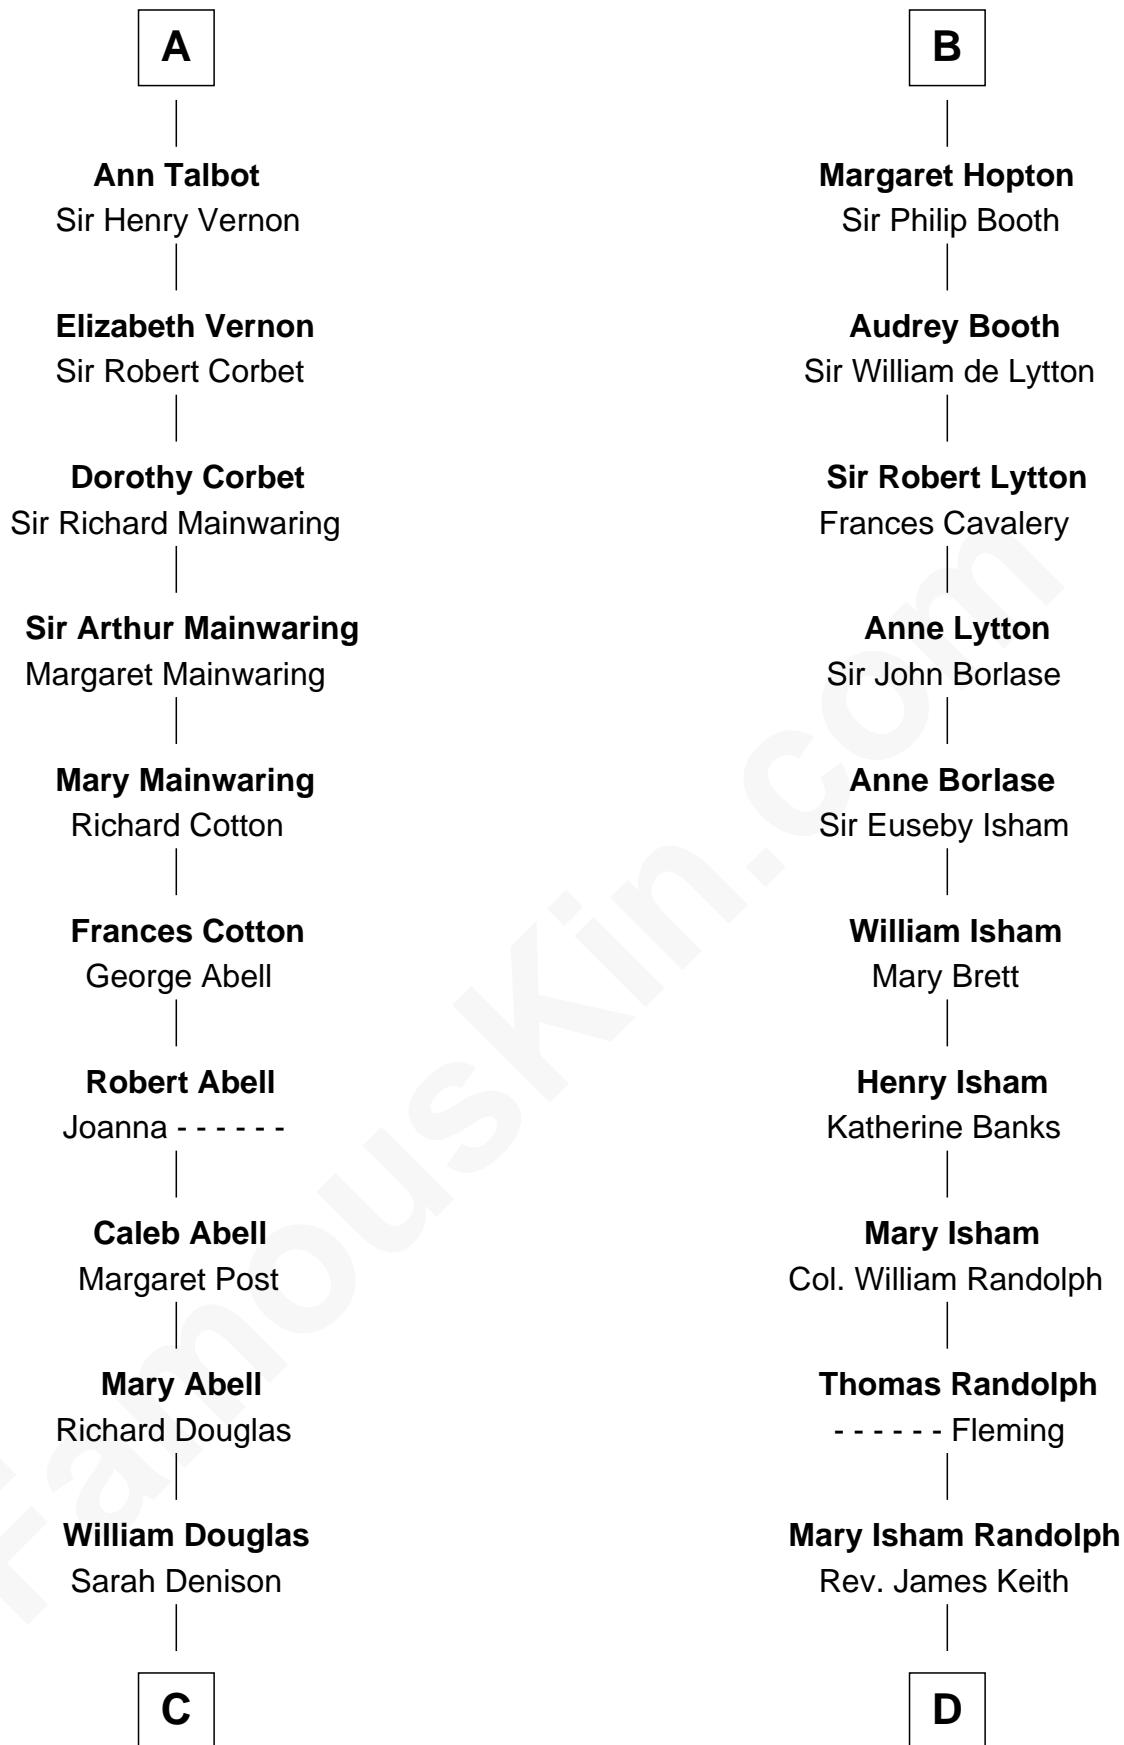 A
Ann Talbot
Sir Henry Vernon
Elizabeth Vernon
Sir Robert Corbet
Dorothy Corbet
Sir Richard Mainwaring
Sir Arthur Mainwaring
Margaret Mainwaring
Mary Mainwaring
Richard Cotton
Frances Cotton
George Abell
Robert Abell
Joanna - - - - - -
Caleb Abell
Margaret Post
Mary Abell
Richard Douglas
William Douglas
Sarah Denison
C
B
Margaret Hopton
Sir Philip Booth
Audrey Booth
Sir William de Lytton
Sir Robert Lytton
Frances Cavalery
Anne Lytton
Sir John Borlase
Anne Borlase
Sir Euseby Isham
William Isham
Mary Brett
Henry Isham
Katherine Banks
Mary Isham
Col. William Randolph
Thomas Randolph
- - - - - - Fleming
Mary Isham Randolph
Rev. James Keith
D
FamousKin.com